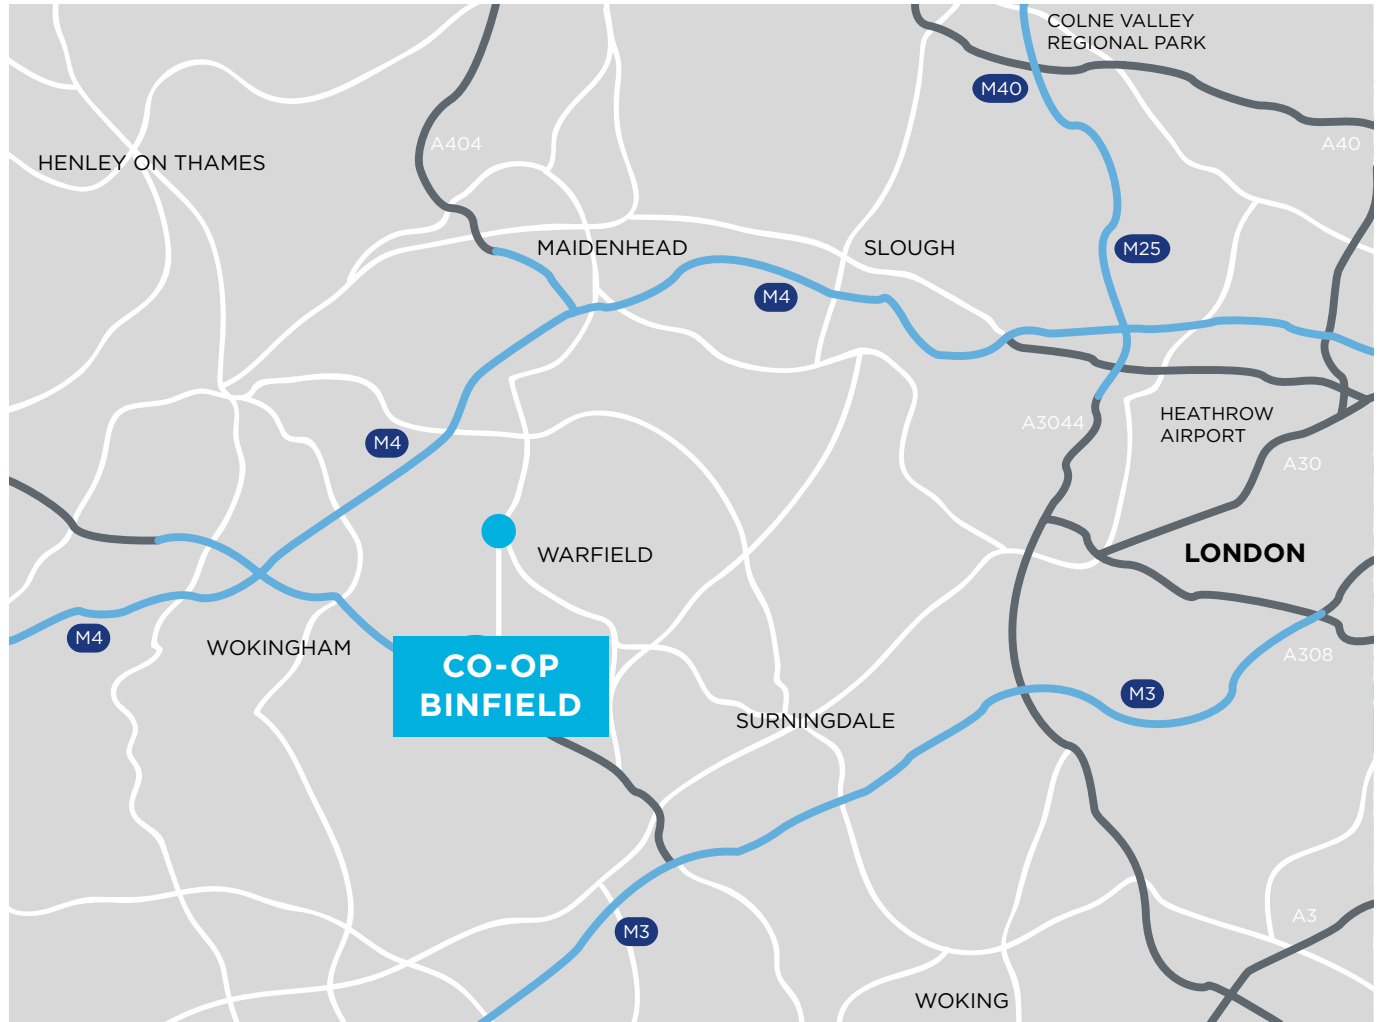 COLNE VALLEY
REGIONAL PARK
M40
A404
A40
HENLEY ON THAMES
MAIDENHEAD
SLOUGH
M25
M4
HEATHROW
AIRPORT
A3044
M4
A30
WARFIELD
LONDON
M4
WOKINGHAM
A308
CO-OP
BINFIELD
M3
SURNINGDALE
A3
M3
WOKING